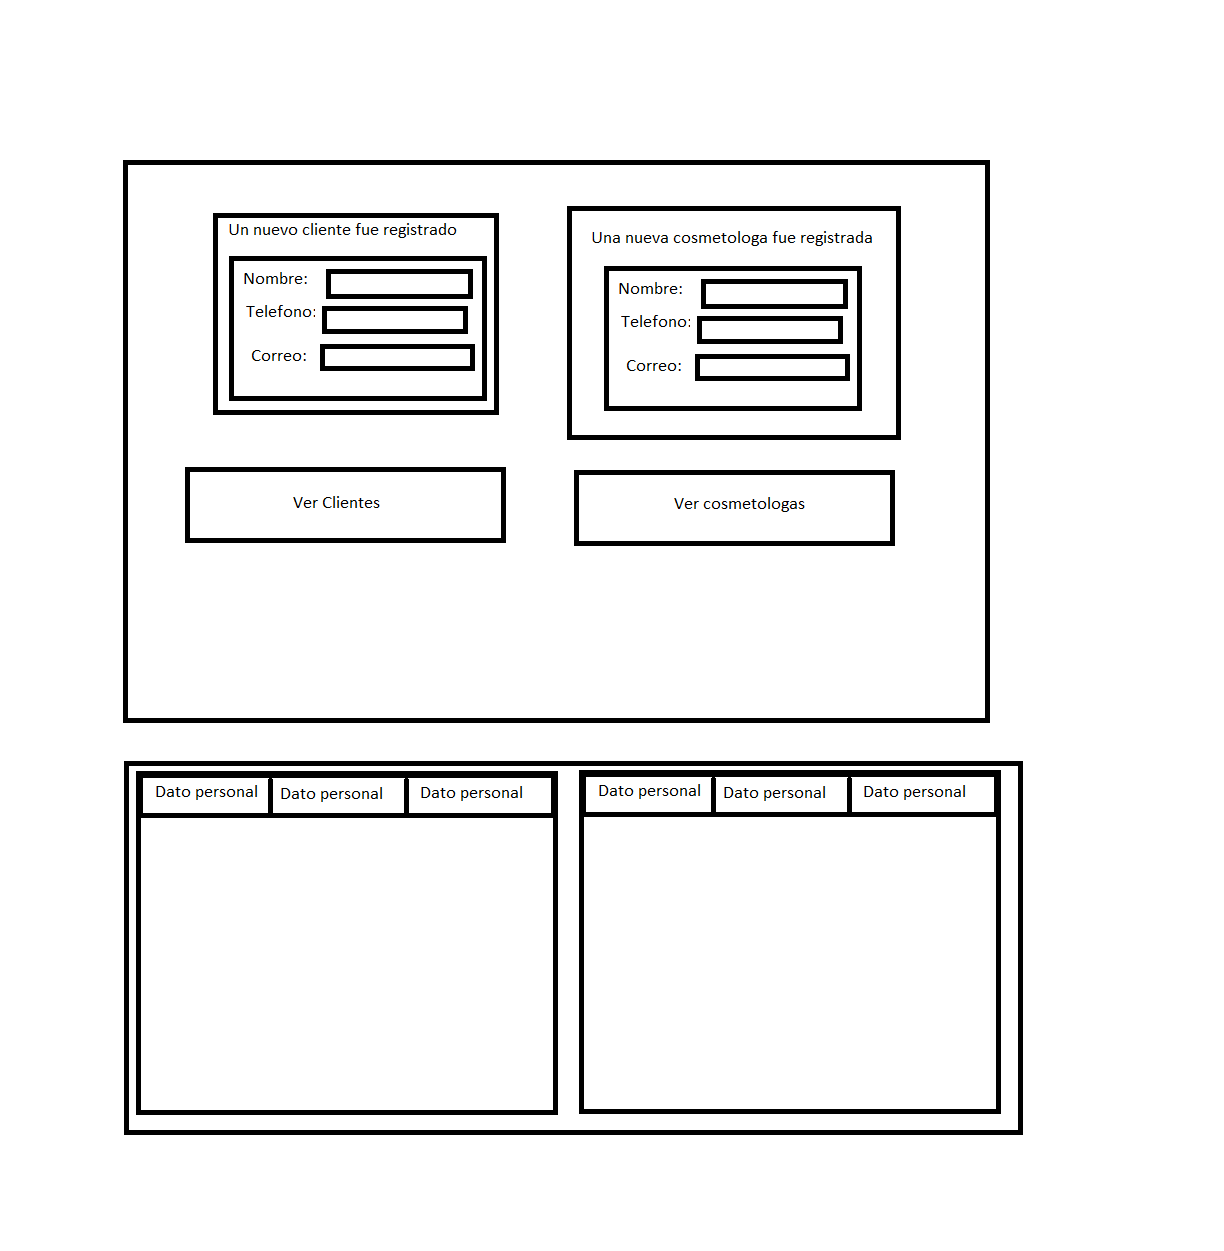 Un nuevo cliente fue registrado
Nombre:
Telefono:
Correo:
Una nueva cosmetologa fue registrada
Nombre:
Telefono:
Correo:
Ver Clientes
Ver cosmetologas
Dato personal
Dato personal
Dato personal
Dato personal
Dato personal
Dato personal